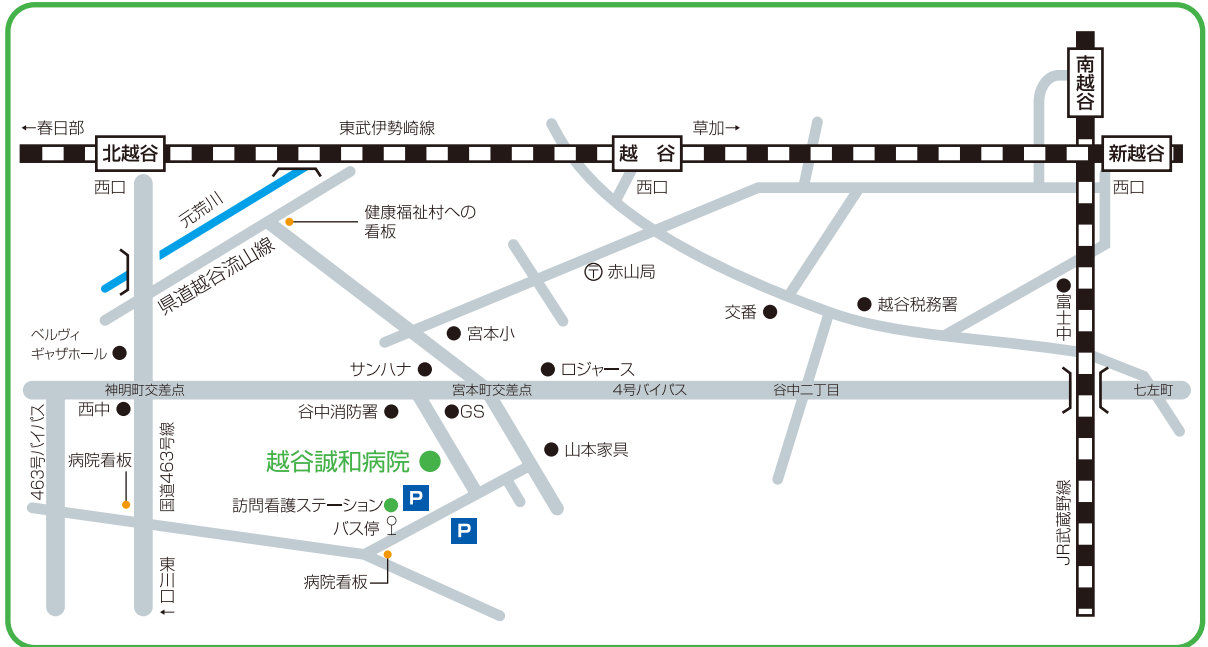 南越谷
←春日部
東武伊勢崎線
草加→
北越谷
越　谷
新越谷
西口
西口
西口
元荒川
健康福祉村への
看板
県道越谷流山線
〒赤山局
交番
越谷税務署
富士中
ベルヴィ
ギャザホール
宮本小
サンハナ
ロジャース
神明町交差点
宮本町交差点
4号バイパス
谷中二丁目
七左町
西中
谷中消防署
GS
463号バイパス
国道463号線
病院看板
越谷誠和病院
山本家具
訪問看護ステーション
P
バス停
P
JR武蔵野線
病院看板
東川口→